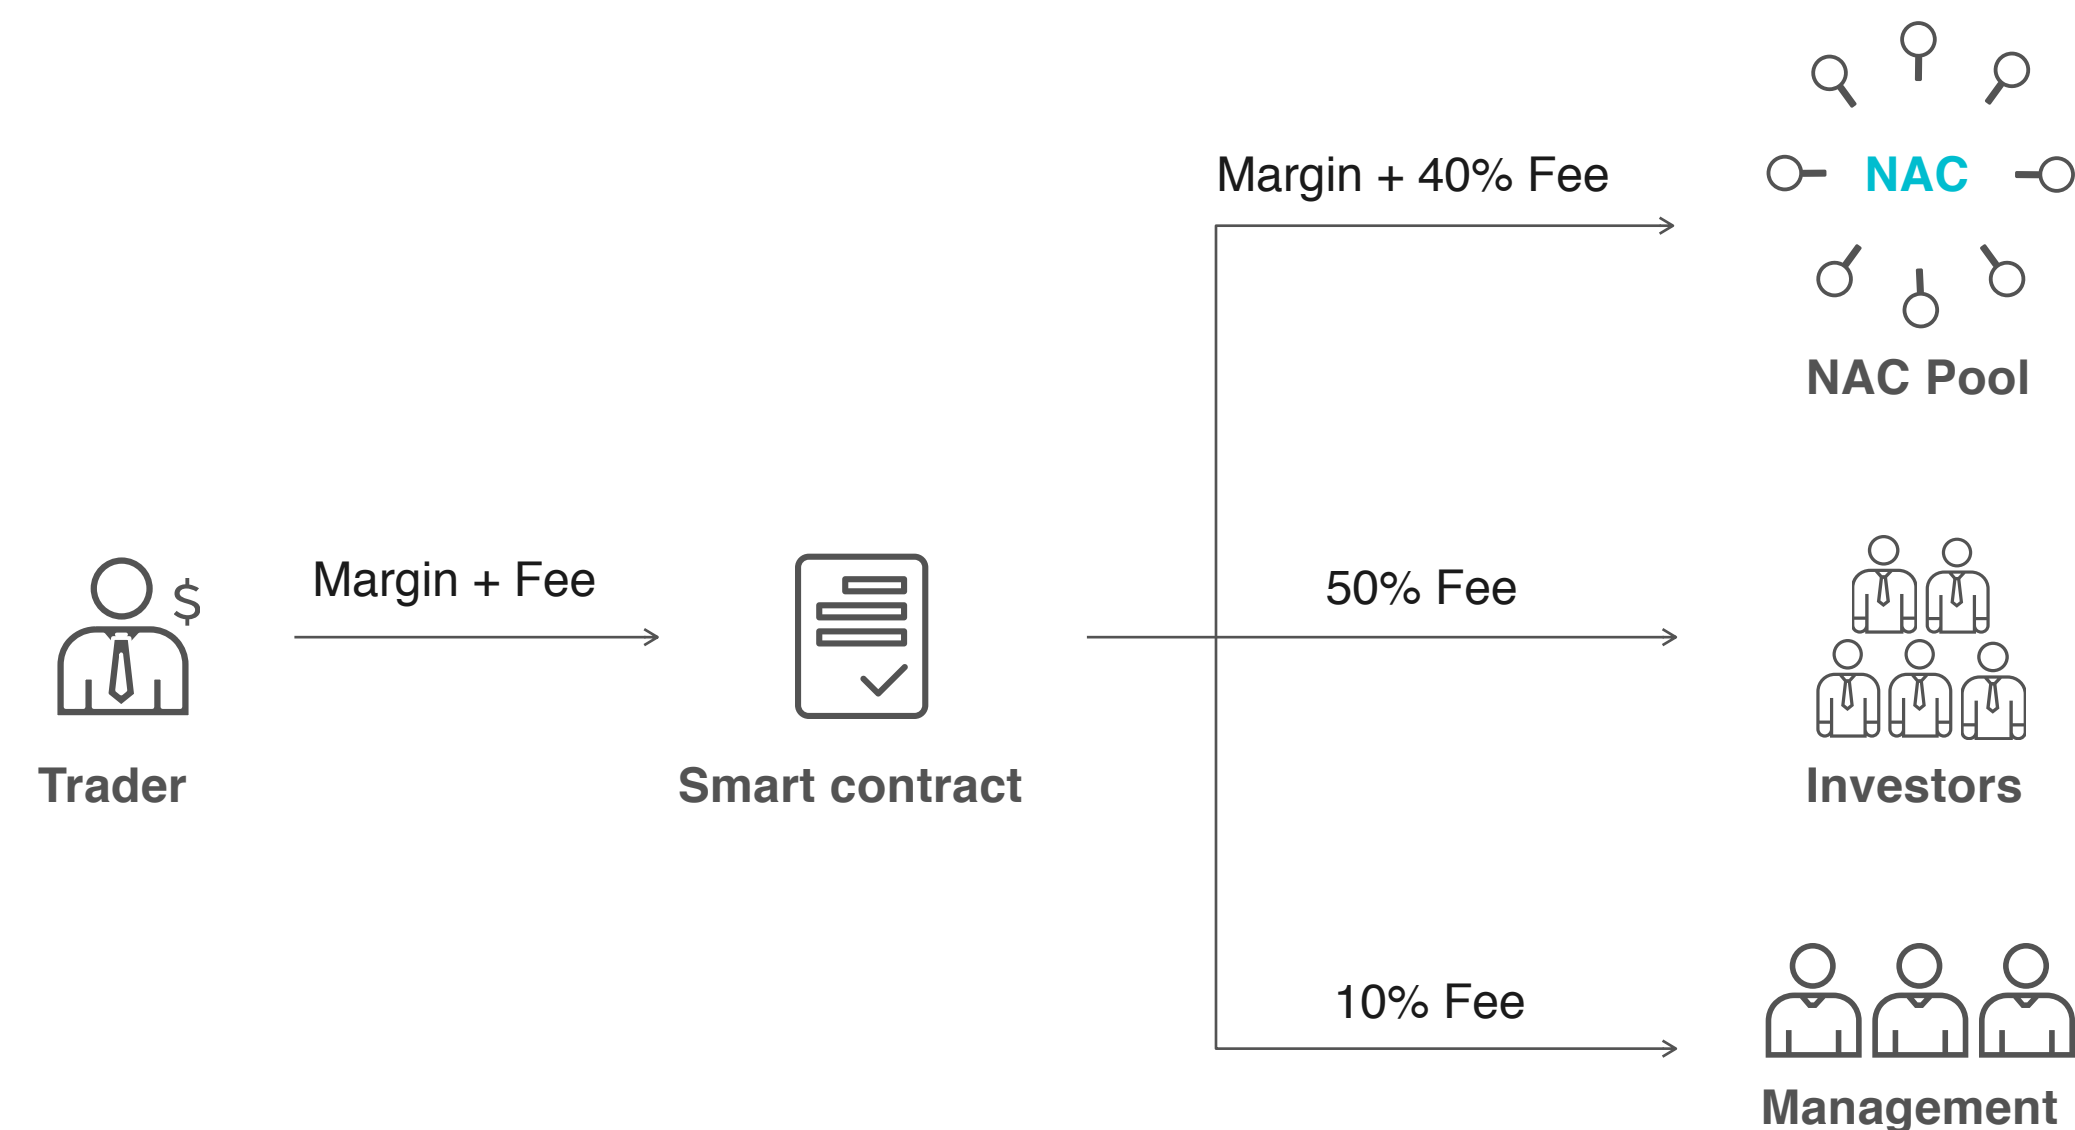 Margin + 40% Fee
NAC
NAC Pool
Margin + Fee
50% Fee
$
Trader
Smart contract
Investors
10% Fee
Management